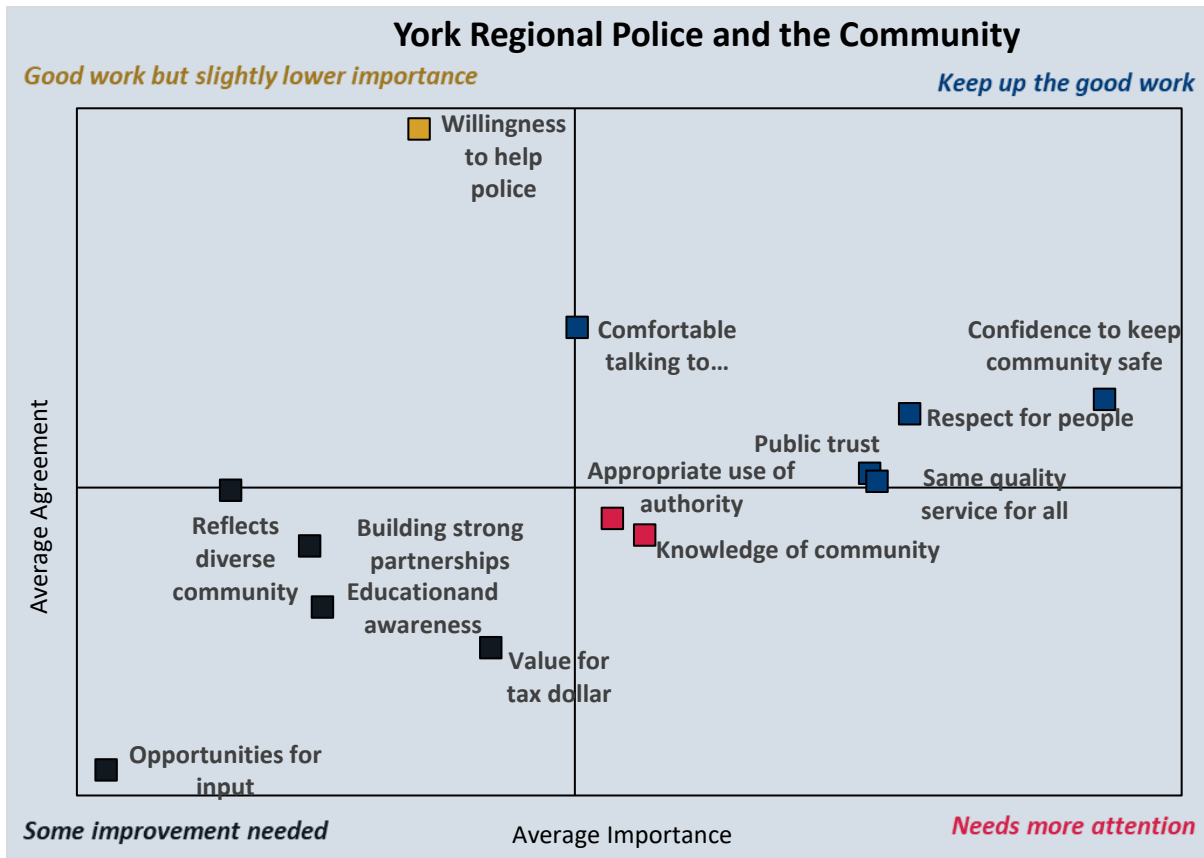 York Regional Police and the Community
Good work but slightly lower importance
Keep up the good work
Willingness
to help
police
Comfortable
talking to…
Confidence to keep
community safe
Respect for people
Public trust
Appropriate use of
authority
Same quality
service for all
Knowledge of community
Reflects
diverse
community
Building strong
partnerships
Educationand
awareness
Value for
tax dollar
Opportunities for
input
Average Agreement
Some improvement needed
Average Importance
Needs more attention